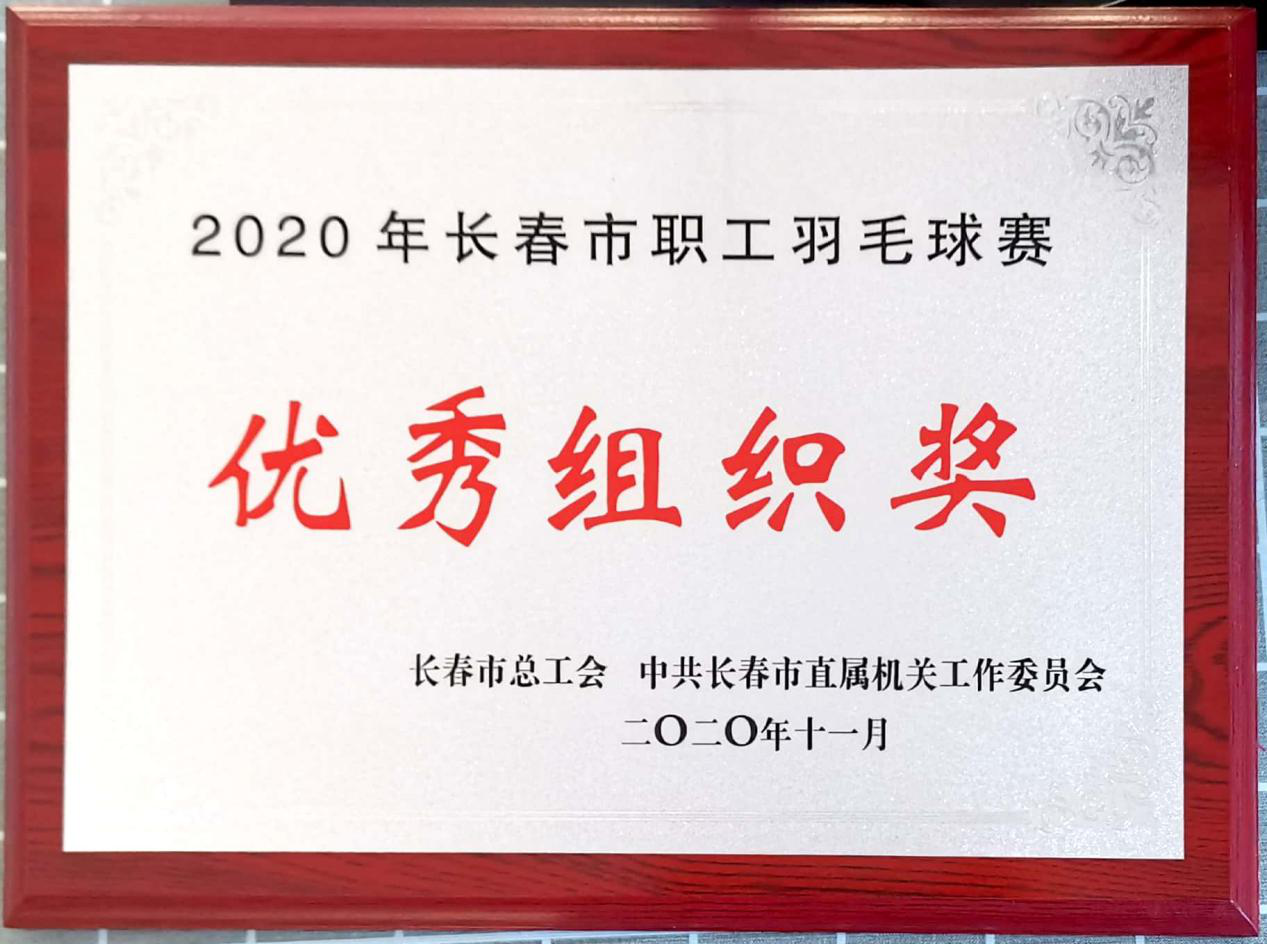 2020年长春市职工羽毛球赛
优秀组织奖
长春市总工会 中共长春市直属机关工作委员会
二〇二〇年十一月